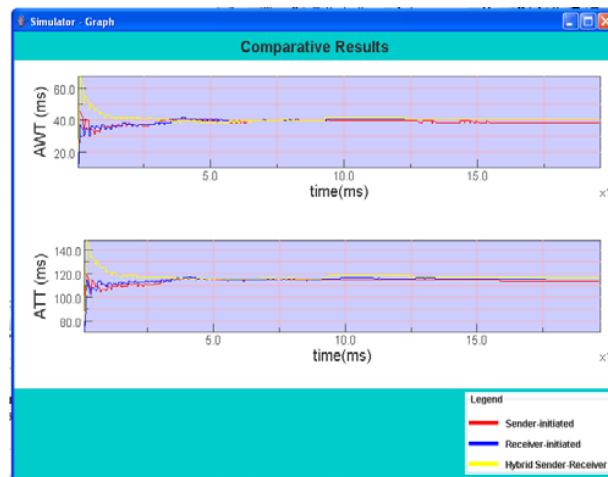 Simulator - Graph
Comparative Results
60.0
40.0
20.0
AWT (ms)
5.0 10.0 15.0
time(ms)
140.0
120.0
100.0
80.0
ATT (ms)
5.0 10.0 15.0
time(ms)
Legend
Sender-initiated
Receiver-initiated
Hybrid Sender-Receiver